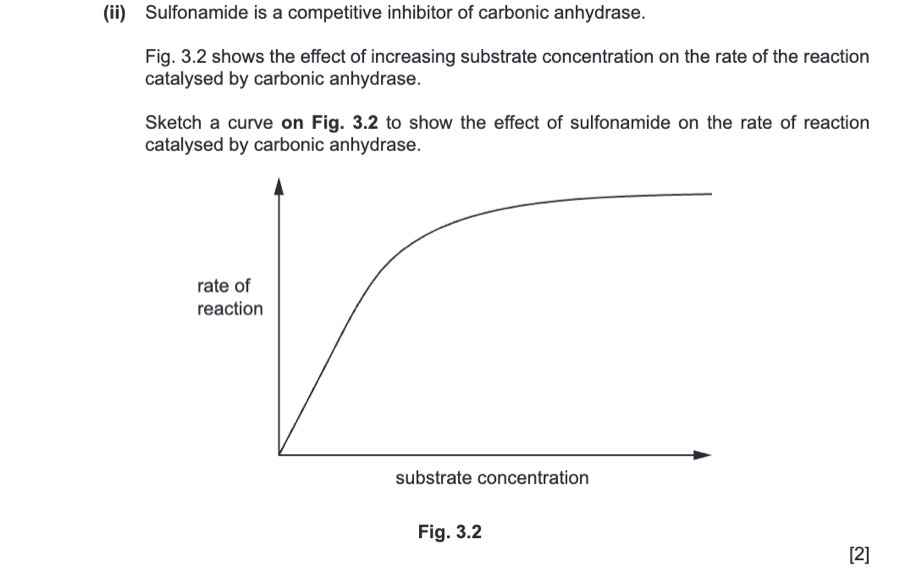 (ii) Sulfonamide is a competitive inhibitor of carbonic anhydrase.
Fig. 3.2 shows the effect of increasing substrate concentration on the rate of the reaction
catalysed by carbonic anhydrase.
Sketch a curve on Fig. 3.2 to show the effect of sulfonamide on the rate of reaction
catalysed by carbonic anhydrase.
rate of
reaction
substrate concentration
Fig. 3.2
[2]